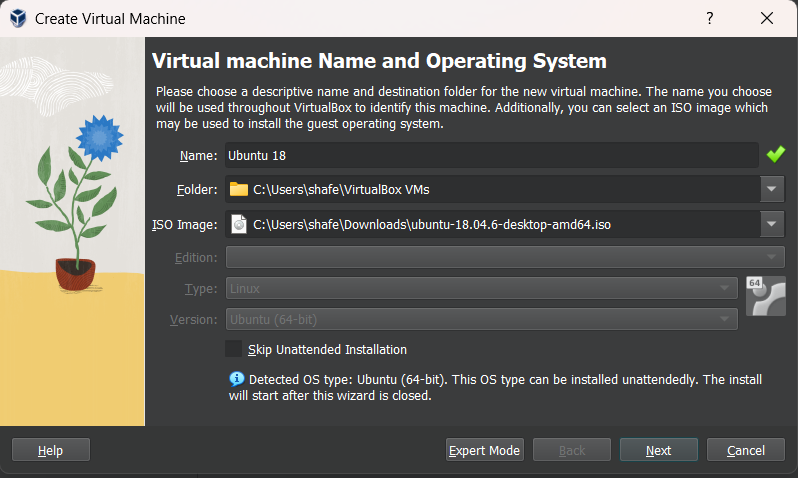 Create Virtual Machine
?
Virtual machine Name and Operating System
Please choose a descriptive name and destination folder for the new virtual machine. The name you choose
will be used throughout VirtualBox to identify this machine. Additionally, you can select an ISO image which
may be used to install the guest operating system.
Name: Ubuntu 18
Folder: C:\Users\shafe\VirtualBox VMs
ISO Image: C:\Users\shafe\Downloads\ubuntu-18.04.6-desktop-amd64.iso
Edition:
Type: Linux
64
Version: Ubuntu (64-bit)
Skip Unattended Installation
Detected OS type: Ubuntu (64-bit). This OS type can be installed unattendedly. The install
will start after this wizard is closed.
Help Expert Mode Back Next Cancel